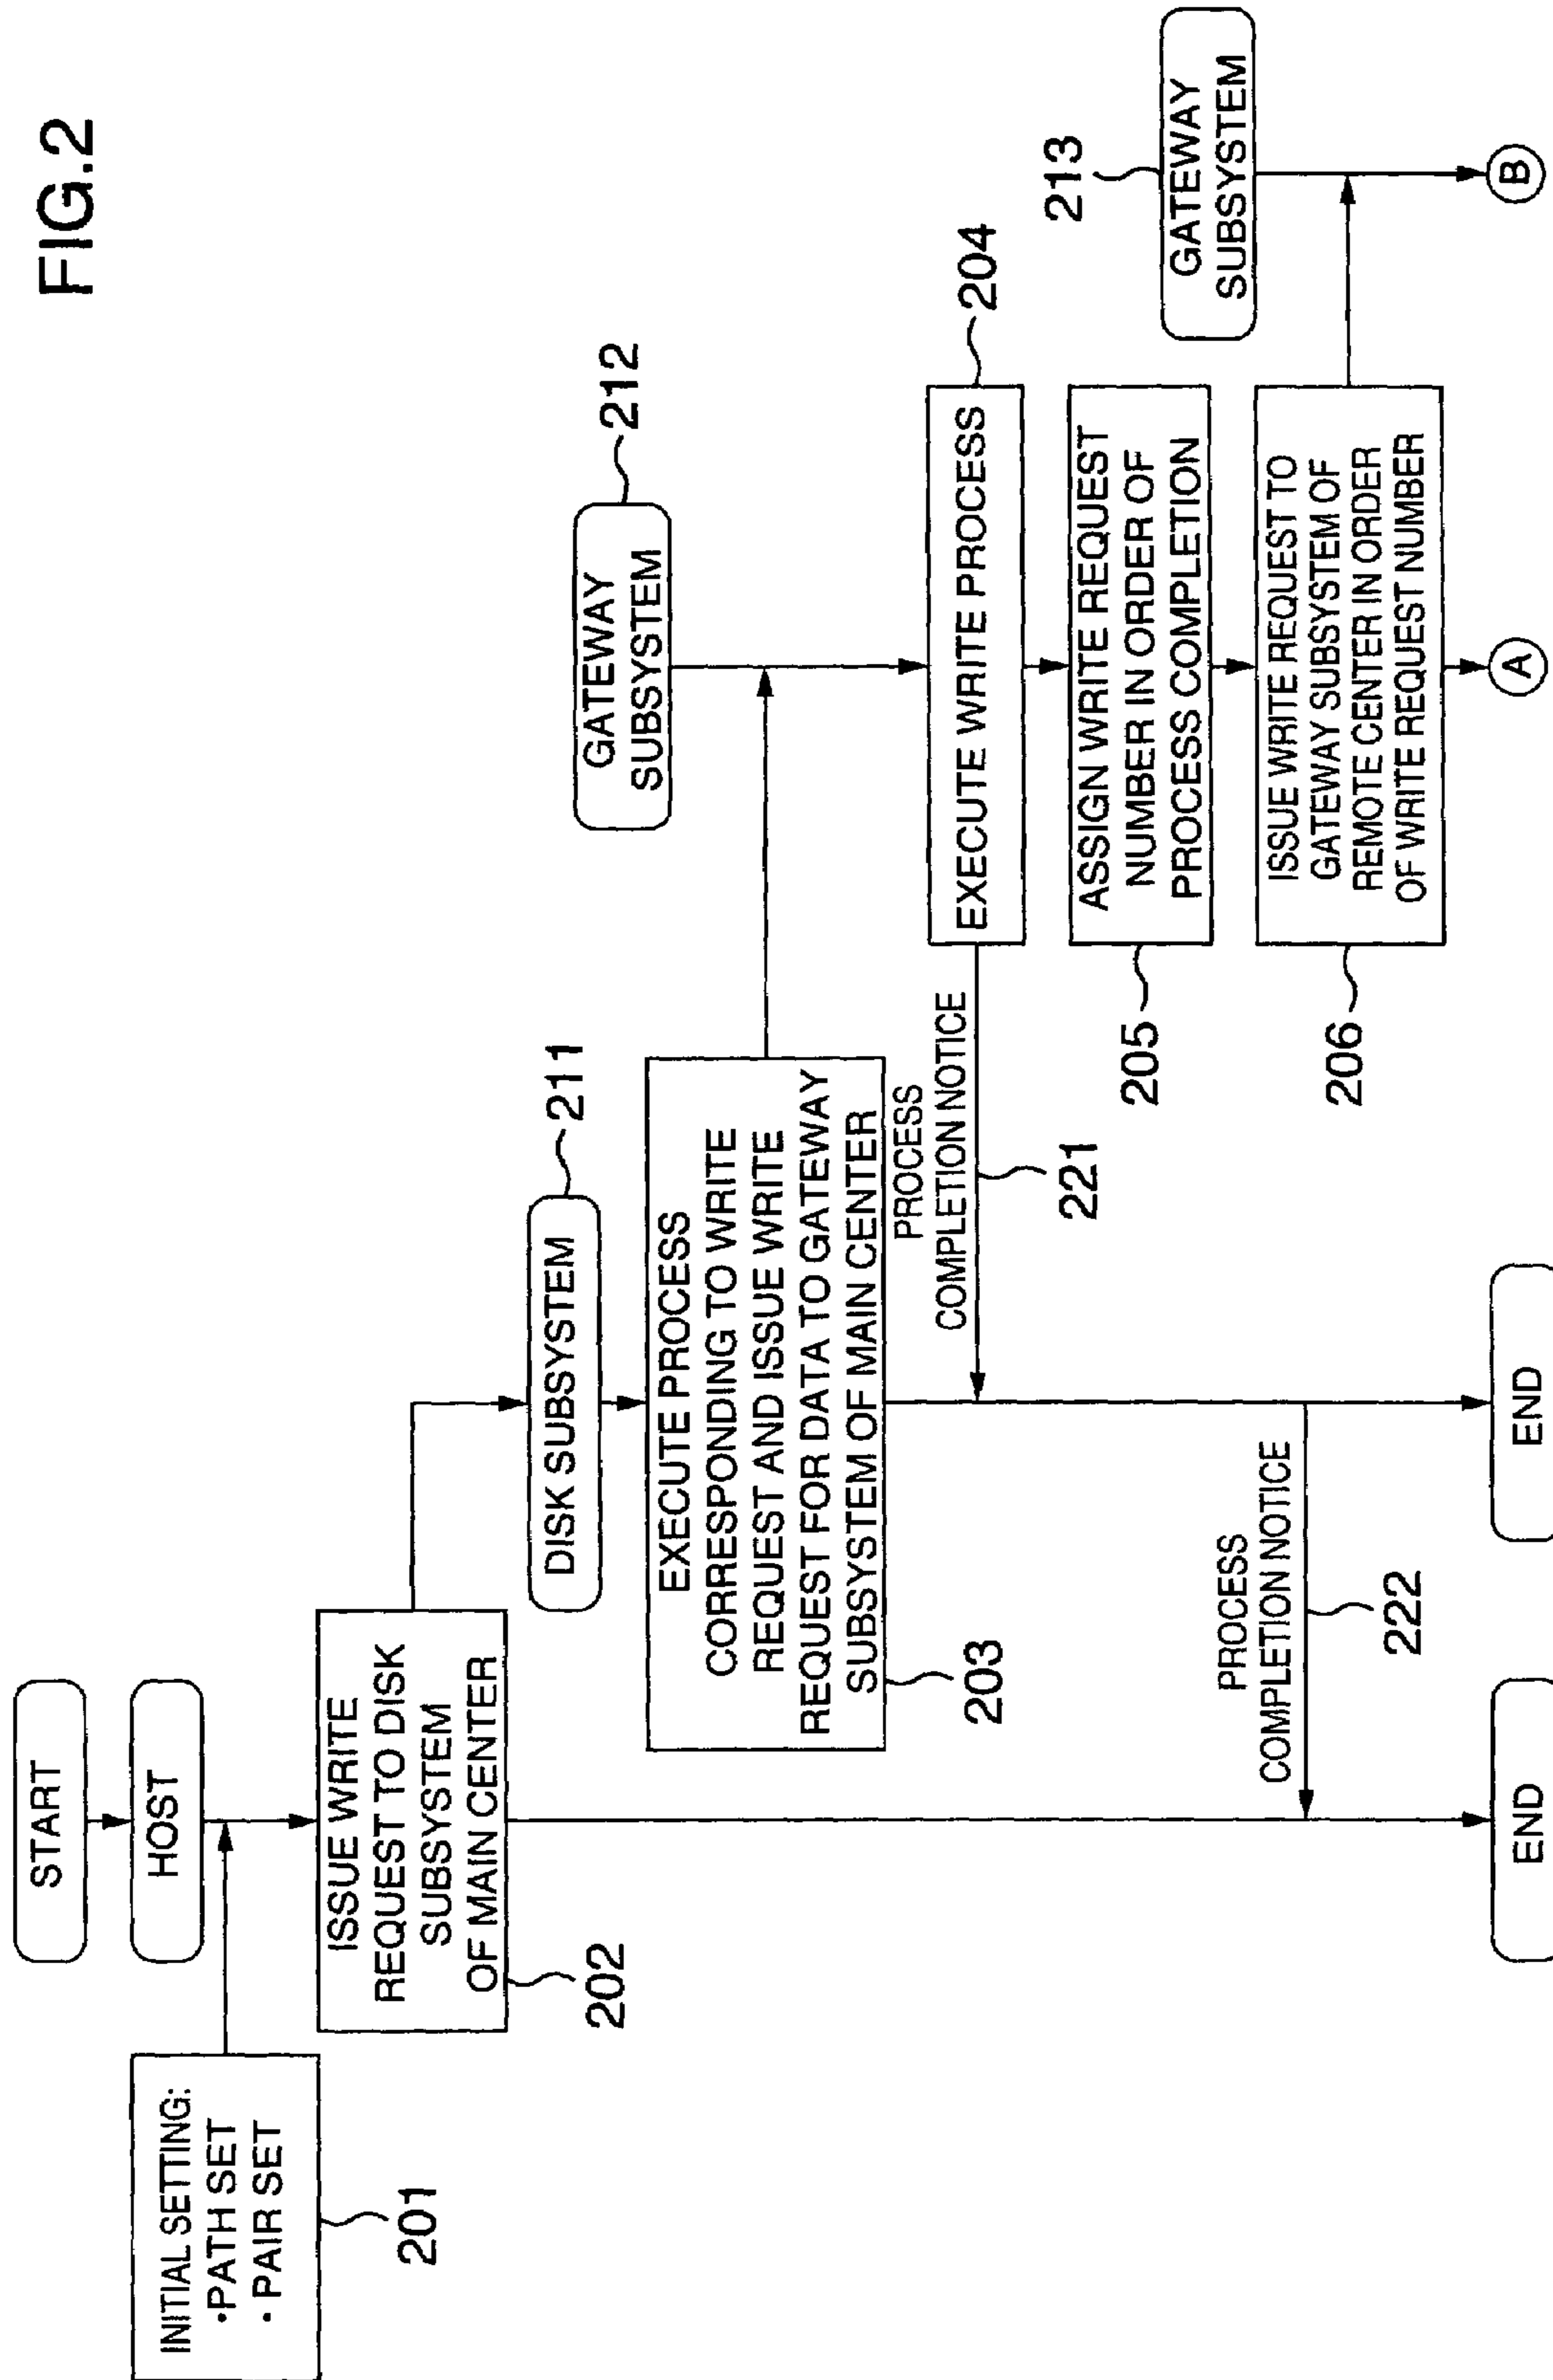 FIG.2
START
HOST
INITIAL SETTING:
•PATH SET
• PAIR SET
201
ISSUE WRITE
REQUEST TO DISK
SUBSYSTEM
OF MAIN CENTER
202
DISK SUBSYSTEM
211
EXECUTE PROCESS
CORRESPONDING TO WRITE
REQUEST AND ISSUE WRITE
REQUEST FOR DATA TO GATEWAY
SUBSYSTEM OF MAIN CENTER
203
GATEWAY
SUBSYSTEM
212
EXECUTE WRITE PROCESS
204
PROCESS
COMPLETION NOTICE
221
ASSIGN WRITE REQUEST
NUMBER IN ORDER OF
PROCESS COMPLETION
205
GATEWAY
SUBSYSTEM
213
ISSUE WRITE REQUEST TO
GATEWAY SUBSYSTEM OF
REMOTE CENTER IN ORDER
OF WRITE REQUEST NUMBER
206
PROCESS
COMPLETION NOTICE
222
END
END
A
B